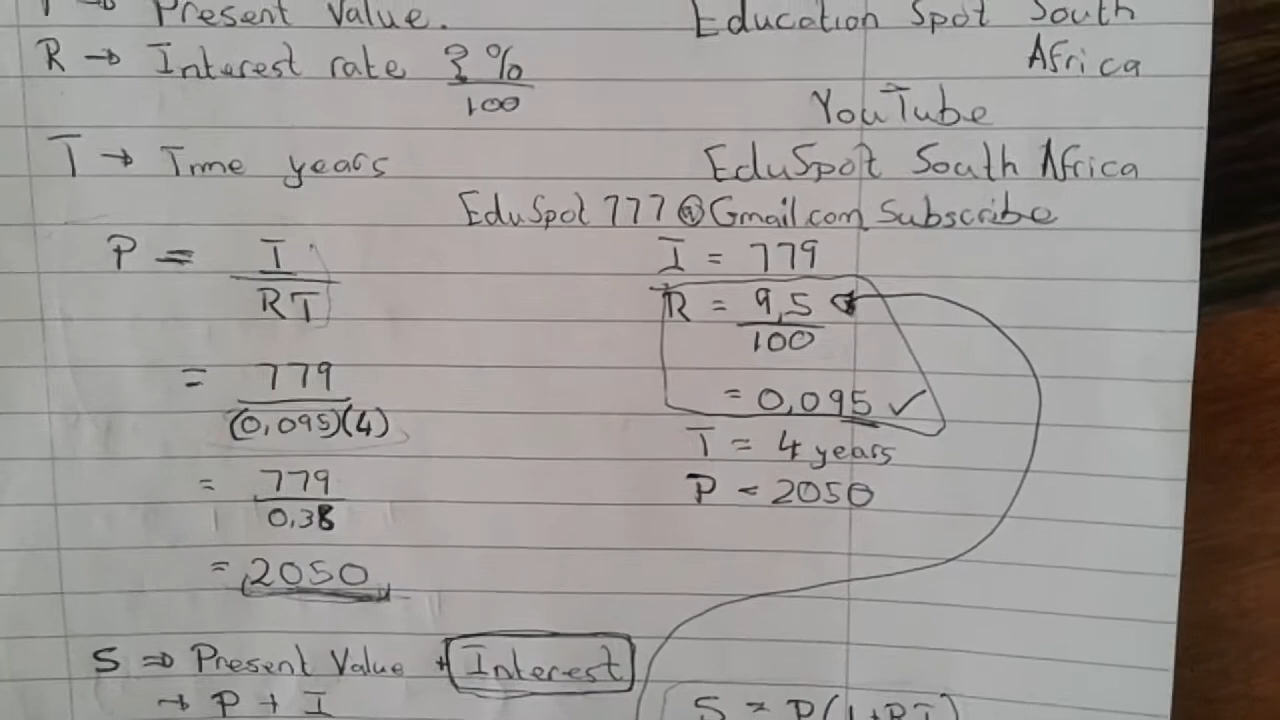 P → Present Value.
Education Spot South
Africa
R → Interest rate ?%
100
YouTube
T → Time years
EduSpot South Africa
EduSpot777@Gmail.com Subscribe
P = I
RT
I = 779
R = 9,5
100
= 0,095 ✓
T = 4 years
P = 2050
= 779
(0,095)(4)
= 779
0,38
= 2050
S ⇒ Present Value + Interest
→ P + I
S = P(1+RT)